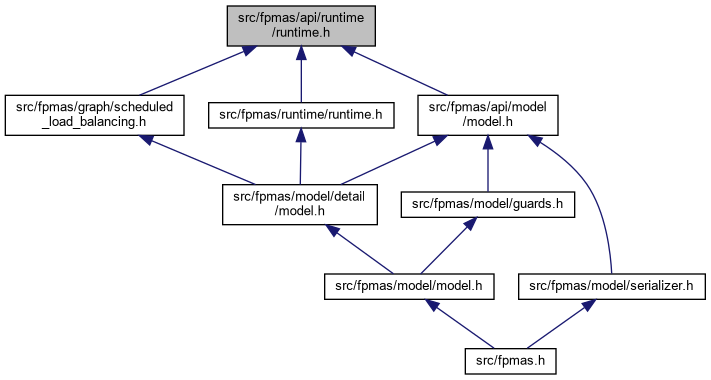 src/fpmas/api/runtime
/runtime.h
src/fpmas/graph/scheduled
_load_balancing.h
src/fpmas/runtime/runtime.h
src/fpmas/api/model
/model.h
src/fpmas/model/detail
/model.h
src/fpmas/model/guards.h
src/fpmas/model/model.h
src/fpmas/model/serializer.h
src/fpmas.h